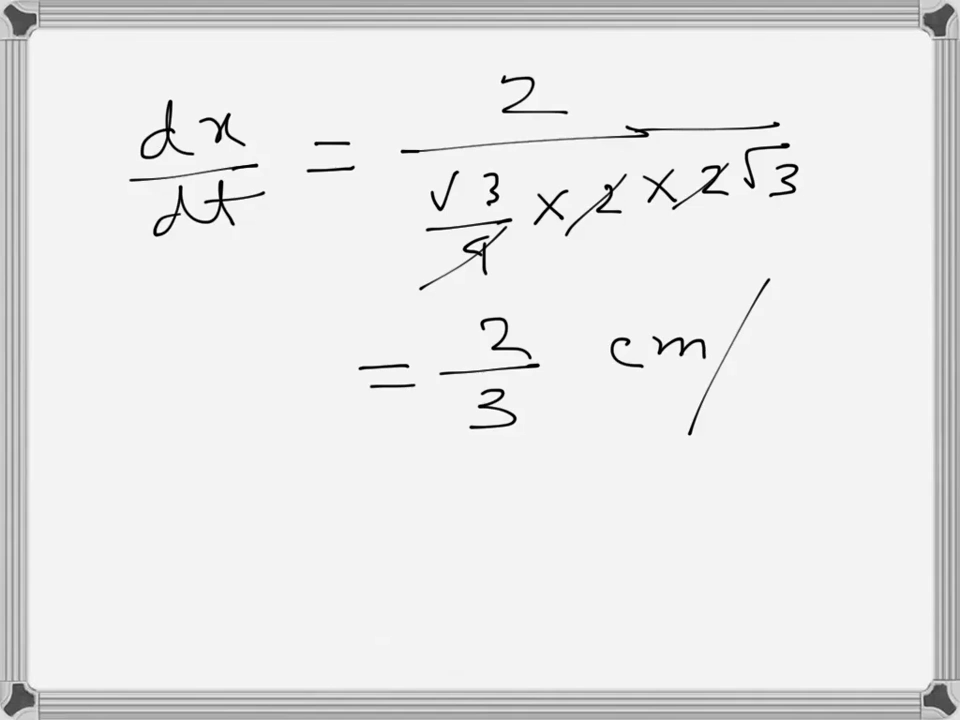 dx/dt = 2/(√3/4 × 2 × 2√3)
= 2/3 cm/